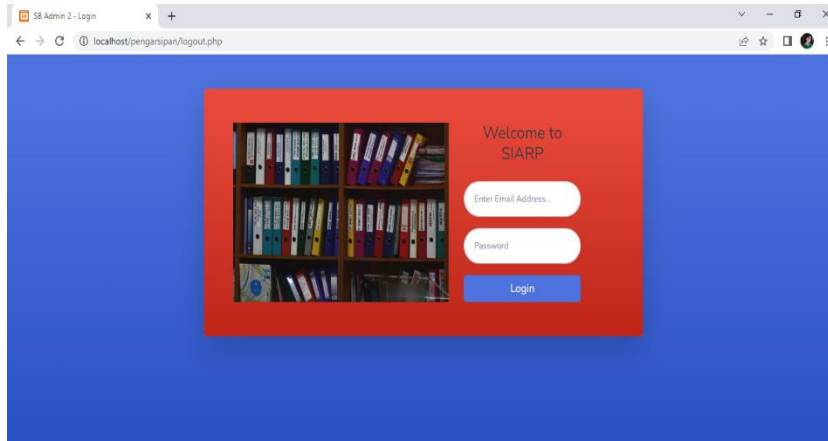 SB Admin 2 - Login
localhost/pengarsipan/logout.php
Welcome to
SIARP
Enter Email Address...
Password
Login